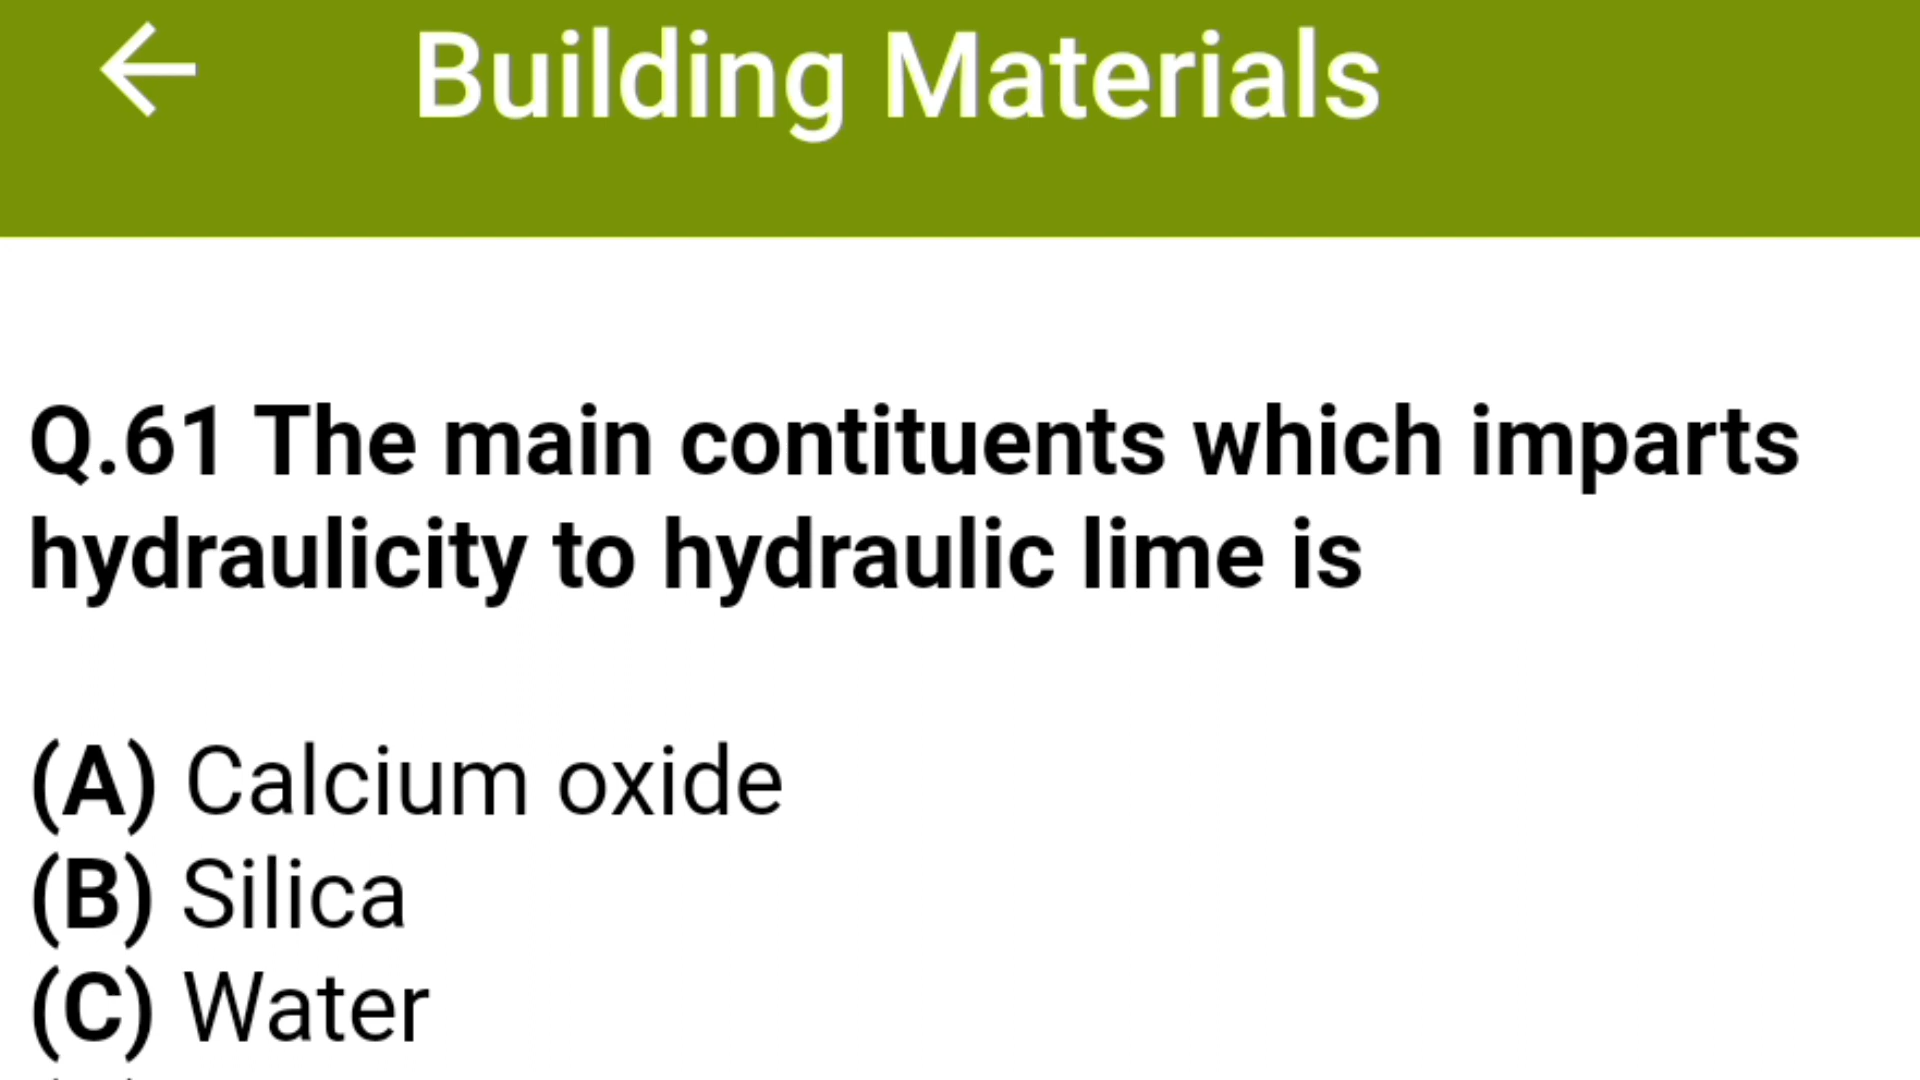 Building Materials
Q.61 The main contituents which imparts
hydraulicity to hydraulic lime is
(A) Calcium oxide
(B) Silica
(C) Water